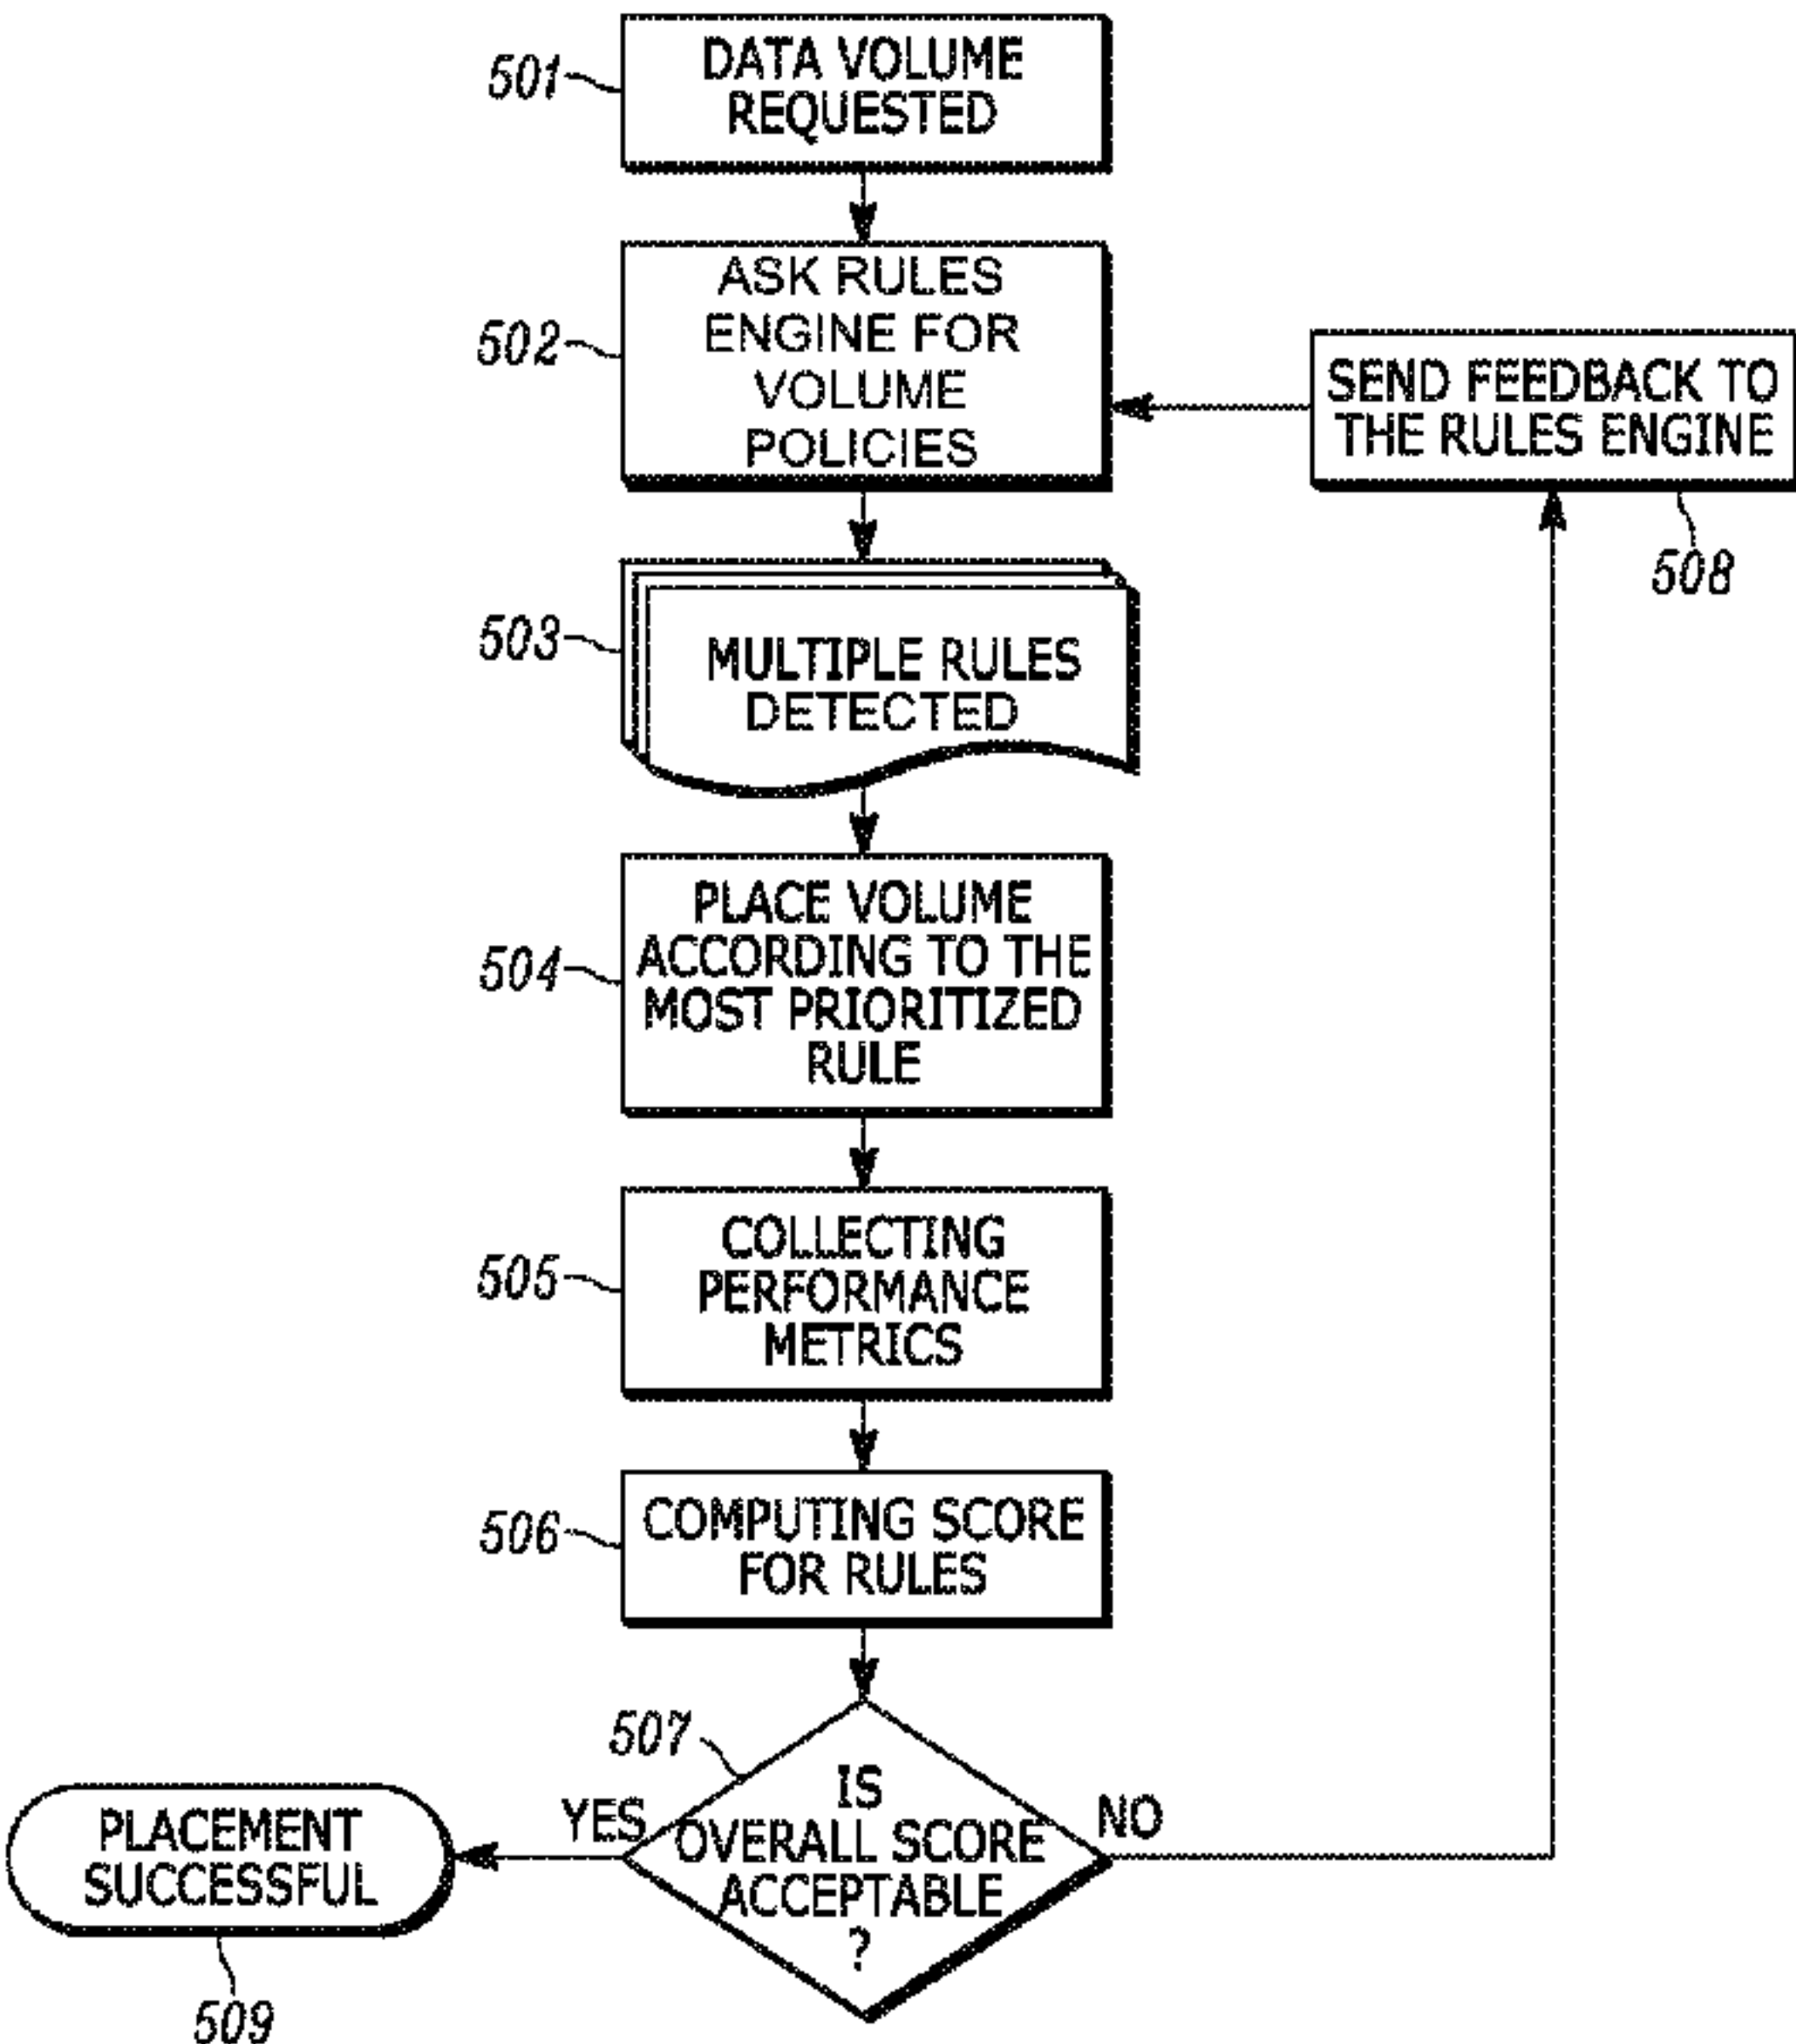 501
DATA VOLUME
REQUESTED
502
ASK RULES
ENGINE FOR
VOLUME
POLICIES
SEND FEEDBACK TO
THE RULES ENGINE
508
503
MULTIPLE RULES
DETECTED
504
PLACE VOLUME
ACCORDING TO THE
MOST PRIORITIZED
RULE
505
COLLECTING
PERFORMANCE
METRICS
506
COMPUTING SCORE
FOR RULES
507
IS
OVERALL SCORE
ACCEPTABLE
?
YES
NO
PLACEMENT
SUCCESSFUL
509